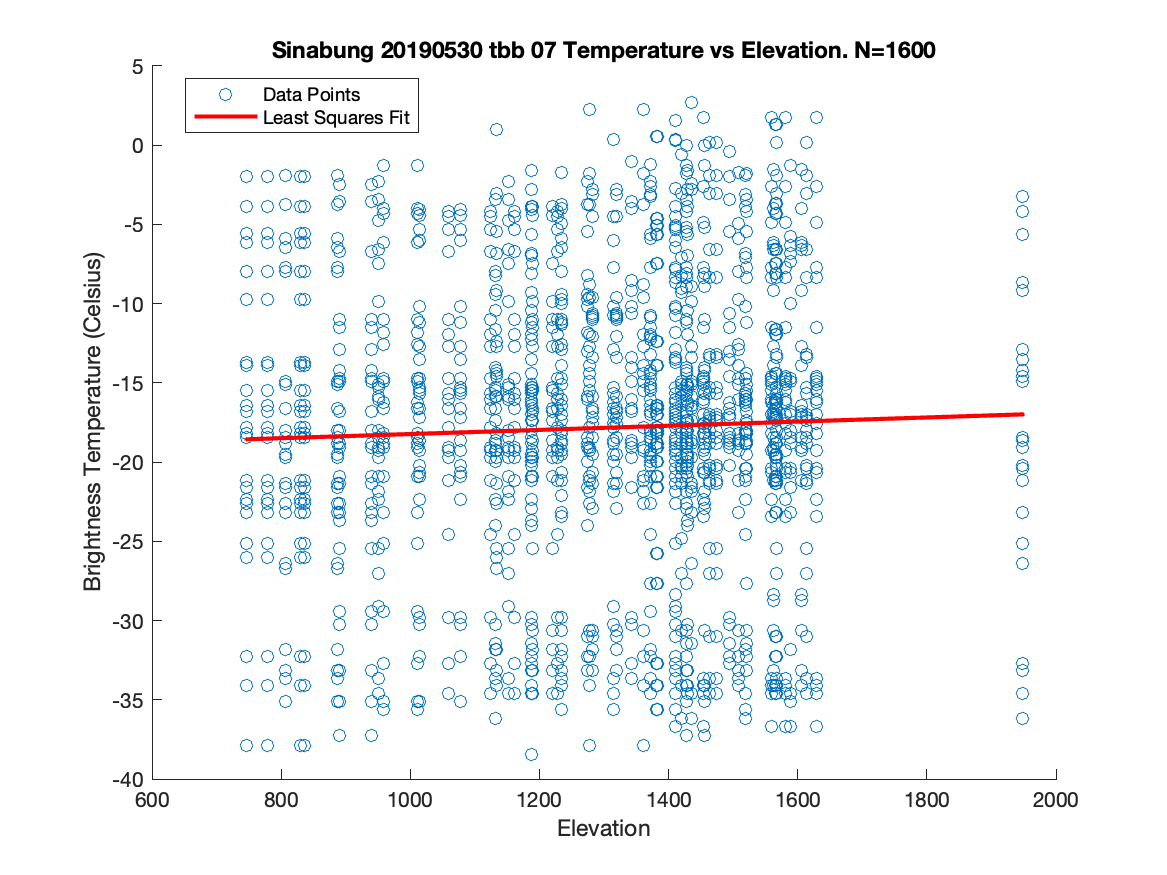 Sinabung 20190530 tbb 07 Temperature vs Elevation. N=1600
Data Points
Least Squares Fit
5
0
-5
-10
-15
-20
-25
-30
-35
-40
Brightness Temperature (Celsius)
600 800 1000 1200 1400 1600 1800 2000
Elevation